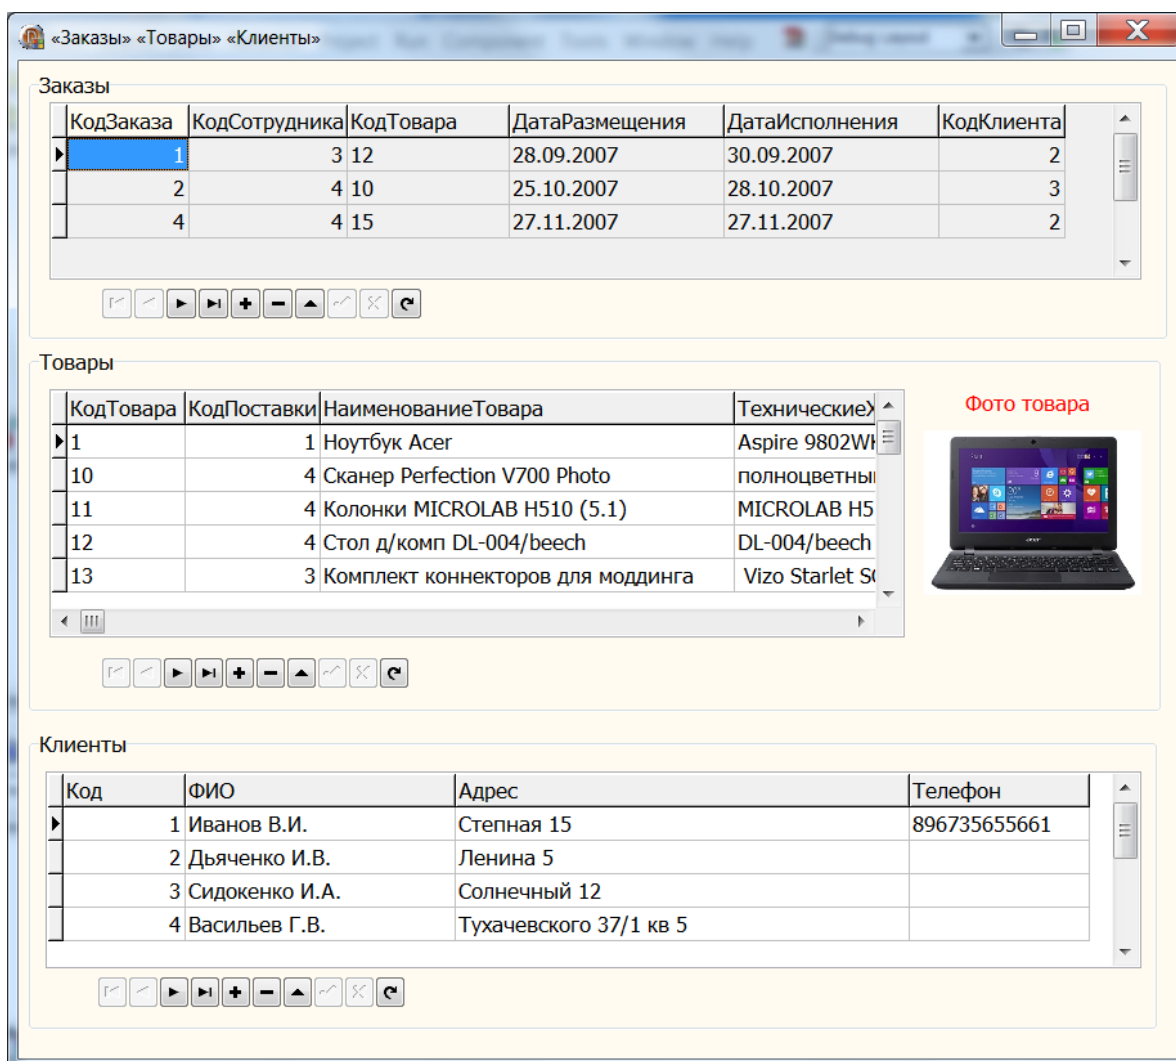 «Заказы» «Товары» «Клиенты»
Заказы
КодЗаказа КодСотрудника КодТовара ДатаРазмещения ДатаИсполнения КодКлиента
1 3 12 28.09.2007 30.09.2007 2
2 4 10 25.10.2007 28.10.2007 3
4 4 15 27.11.2007 27.11.2007 2
Товары
КодТовара КодПоставки НаименованиеТовара Технические
Фото товара
1 1 Ноутбук Acer Aspire 9802W
10 4 Сканер Perfection V700 Photo полноцветны
11 4 Колонки MICROLAB H510 (5.1) MICROLAB H5
12 4 Стол д/комп DL-004/beech DL-004/beech
13 3 Комплект коннекторов для моддинга Vizo Starlet S
acer
Клиенты
Код ФИО Адрес Телефон
1 Иванов В.И. Степная 15 896735655661
2 Дьяченко И.В. Ленина 5
3 Сидокенко И.А. Солнечный 12
4 Васильев Г.В. Тухачевского 37/1 кв 5